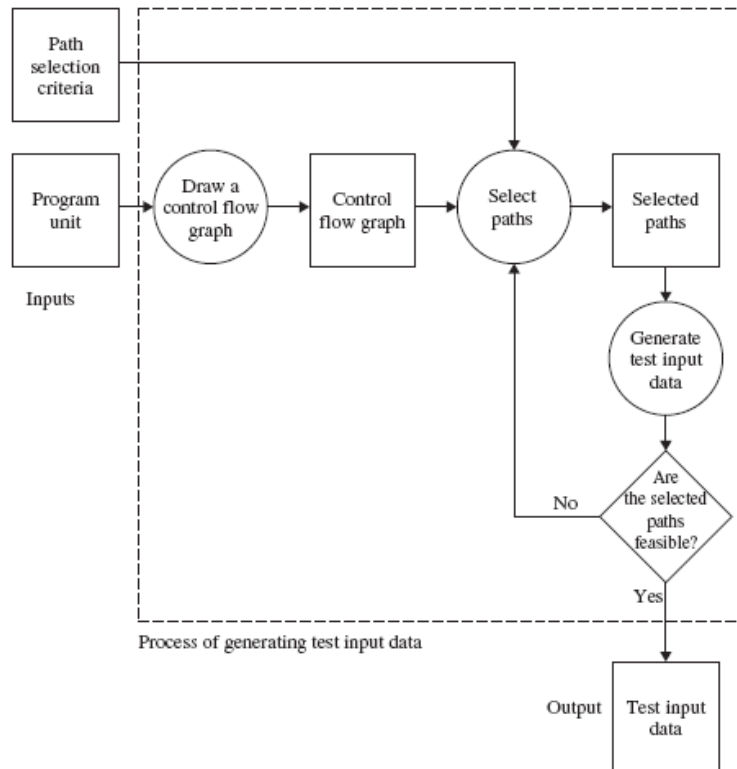 Path
selection
criteria
Program
unit
Draw a
control flow
graph
Control
flow graph
Select
paths
Selected
paths
Inputs
Generate
test input
data
Are
the selected
paths
feasible?
No
Yes
Process of generating test input data
Output
Test input
data